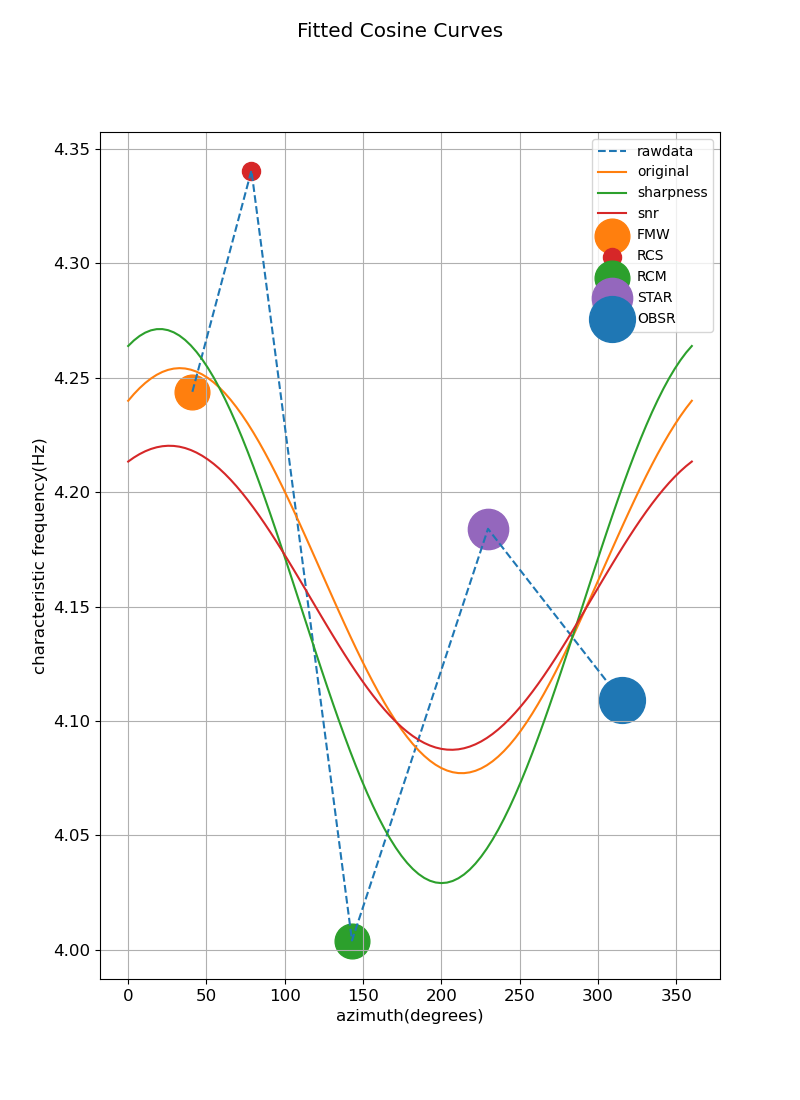 Fitted Cosine Curves
4.35
4.30
4.25
4.20
4.15
4.10
4.05
4.00
characteristic frequency(Hz)
rawdata
original
sharpness
snr
FMW
RCS
RCM
STAR
OBSR
0 50 100 150 200 250 300 350
azimuth(degrees)